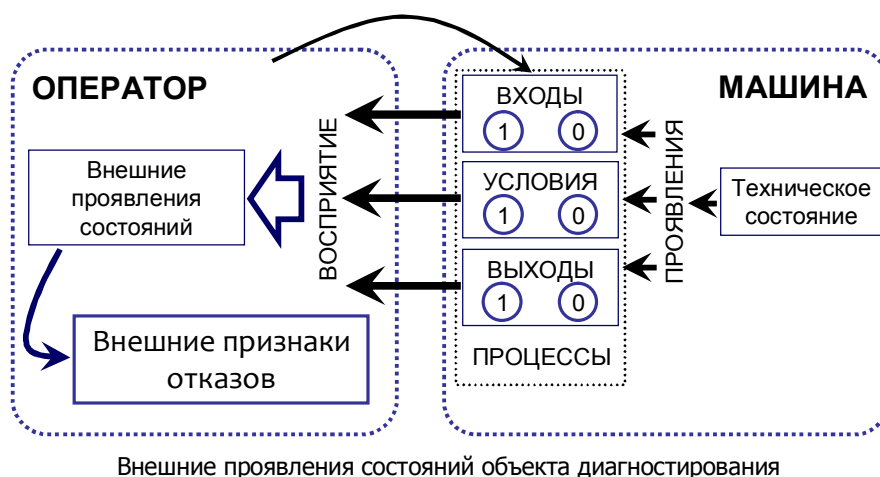 ОПЕРАТОР
Внешние
проявления
состояний
Внешние признаки
отказов
ВОСПРИЯТИЕ
МАШИНА
ВХОДЫ
1 0
УСЛОВИЯ
1 0
ВЫХОДЫ
1 0
ПРОЦЕССЫ
ПРОЯВЛЕНИЯ
Техническое
состояние
Внешние проявления состояний объекта диагностирования